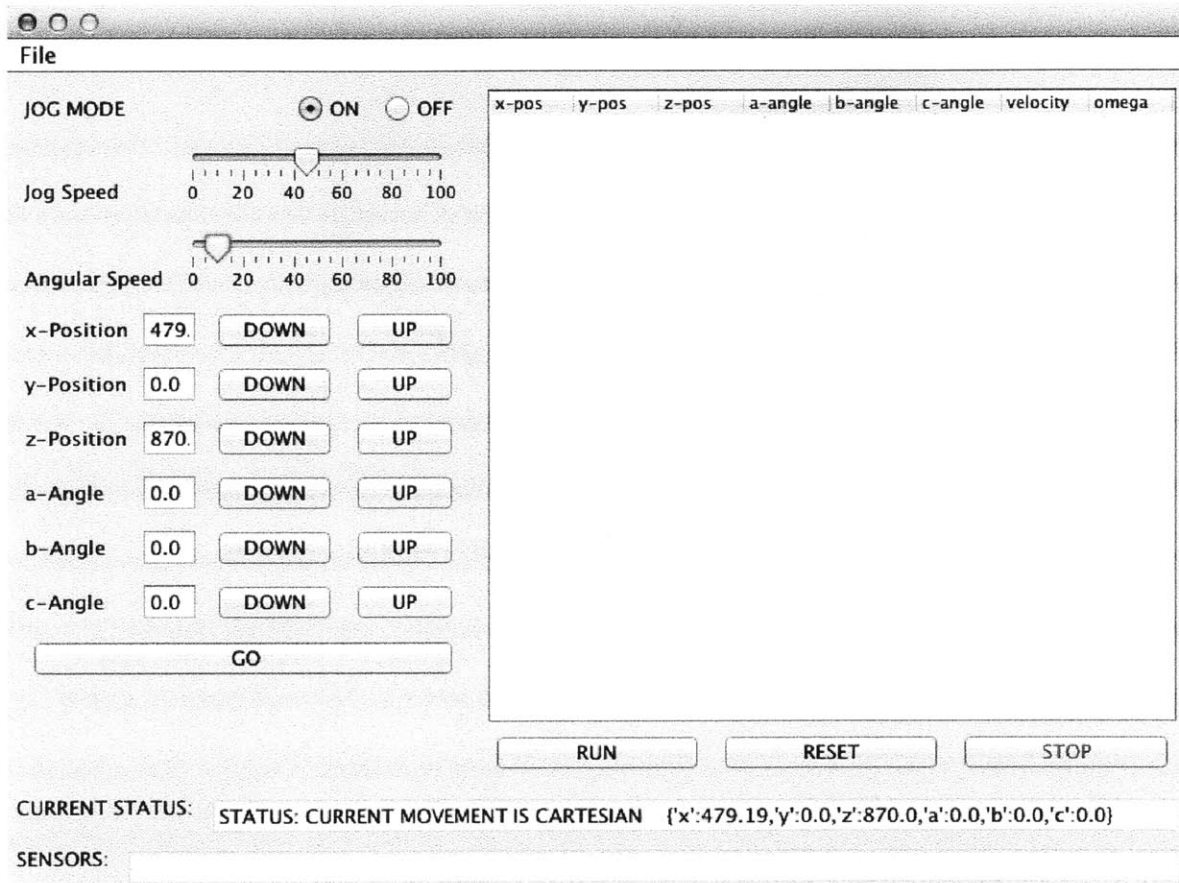 File
JOG MODE ON OFF
Jog Speed 0 20 40 60 80 100
Angular Speed 0 20 40 60 80 100
x-Position 479. DOWN UP
y-Position 0.0 DOWN UP
z-Position 870. DOWN UP
a-Angle 0.0 DOWN UP
b-Angle 0.0 DOWN UP
c-Angle 0.0 DOWN UP
GO
x-pos y-pos z-pos a-angle b-angle c-angle velocity omega
RUN RESET STOP
CURRENT STATUS: STATUS: CURRENT MOVEMENT IS CARTESIAN {'x':479.19,'y':0.0,'z':870.0,'a':0.0,'b':0.0,'c':0.0}
SENSORS: